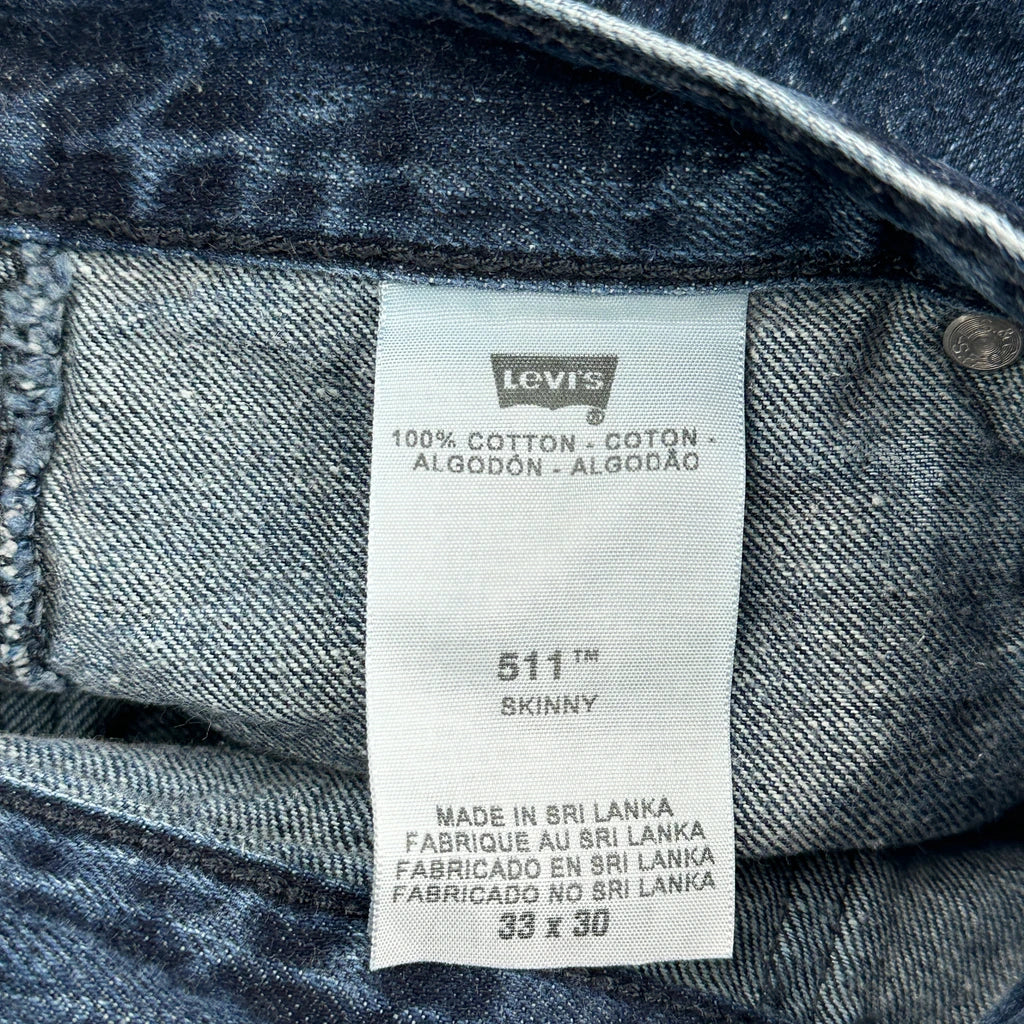 LEVI'S
®
100% COTTON - COTON -
ALGODÓN - ALGODÃO
511™
SKINNY
MADE IN SRI LANKA
FABRIQUE AU SRI LANKA
FABRICADO EN SRI LANKA
FABRICADO NO SRI LANKA
33 x 30